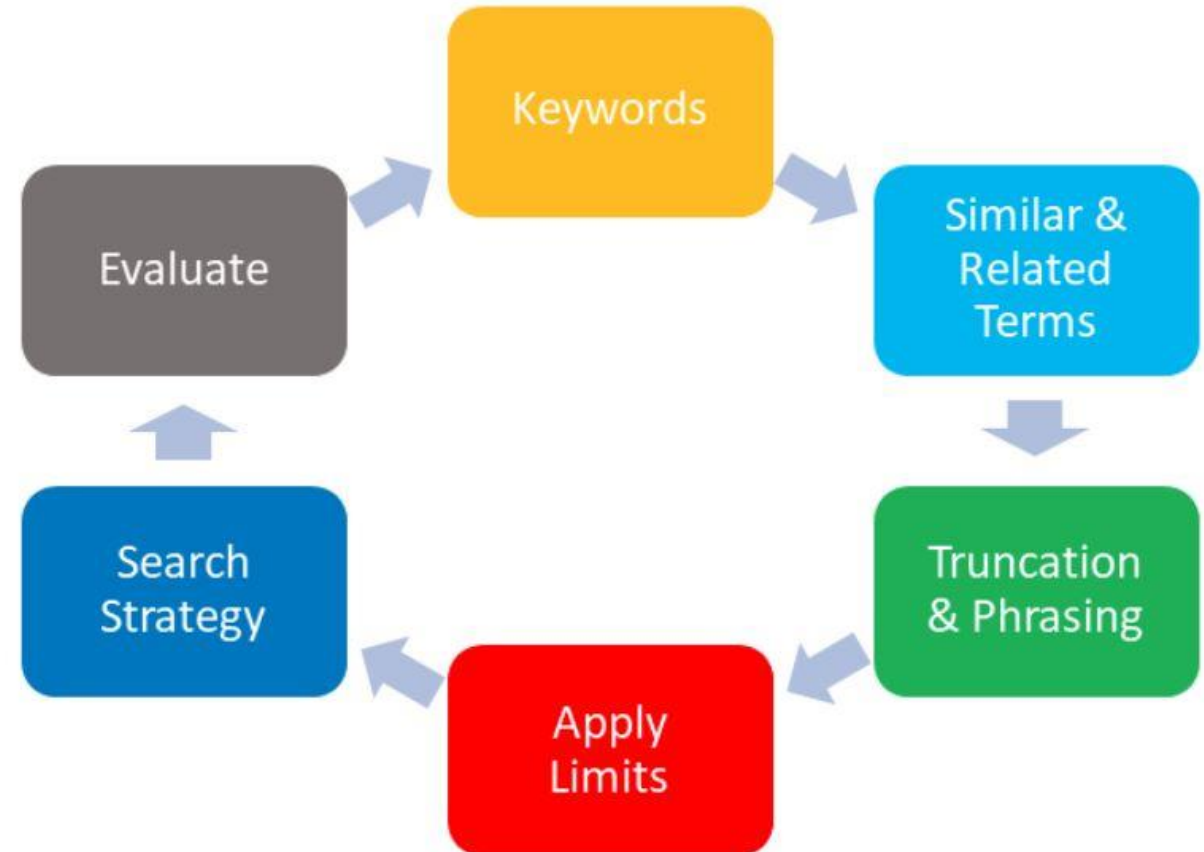 Keywords
Similar &
Related
Terms
Truncation
& Phrasing
Apply
Limits
Search
Strategy
Evaluate